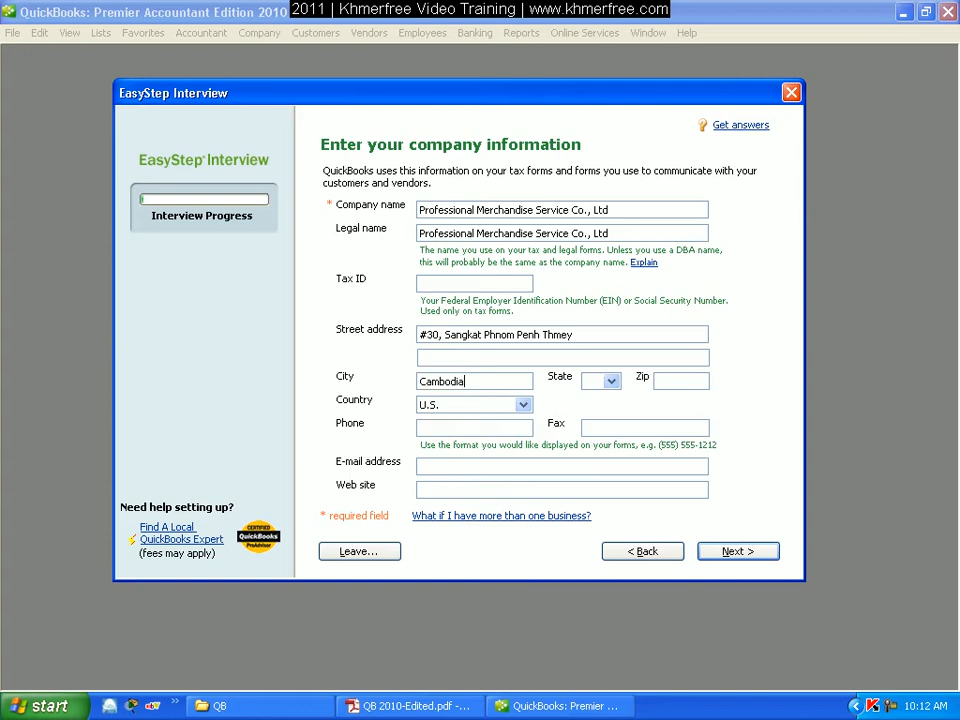 QuickBooks: Premier Accountant Edition 2010
2011 | Khmerfree Video Training | www.khmerfree.com
File Edit View Lists Favorites Accountant Company Customers Vendors Employees Banking Reports Online Services Window Help
EasyStep Interview
Get answers
EasyStep Interview
Interview Progress
Enter your company information
QuickBooks uses this information on your tax forms and forms you use to communicate with your
customers and vendors.
* Company name Professional Merchandise Service Co., Ltd
Legal name Professional Merchandise Service Co., Ltd
The name you use on your tax and legal forms. Unless you use a DBA name,
this will probably be the same as the company name. Explain
Tax ID
Your Federal Employer Identification Number (EIN) or Social Security Number.
Used only on tax forms.
Street address #30, Sangkat Phnom Penh Thmey
City Cambodia State Zip
Country U.S.
Phone Fax
Use the format you would like displayed on your forms, e.g. (555) 555-1212
E-mail address
Web site
* required field What if I have more than one business?
Need help setting up?
Find A Local
QuickBooks Expert
(fees may apply)
CERTIFIED
QuickBooks
ProAdvisor
Leave... < Back Next >
start QB QB 2010-Edited.pdf -... QuickBooks: Premier ... 10:12 AM